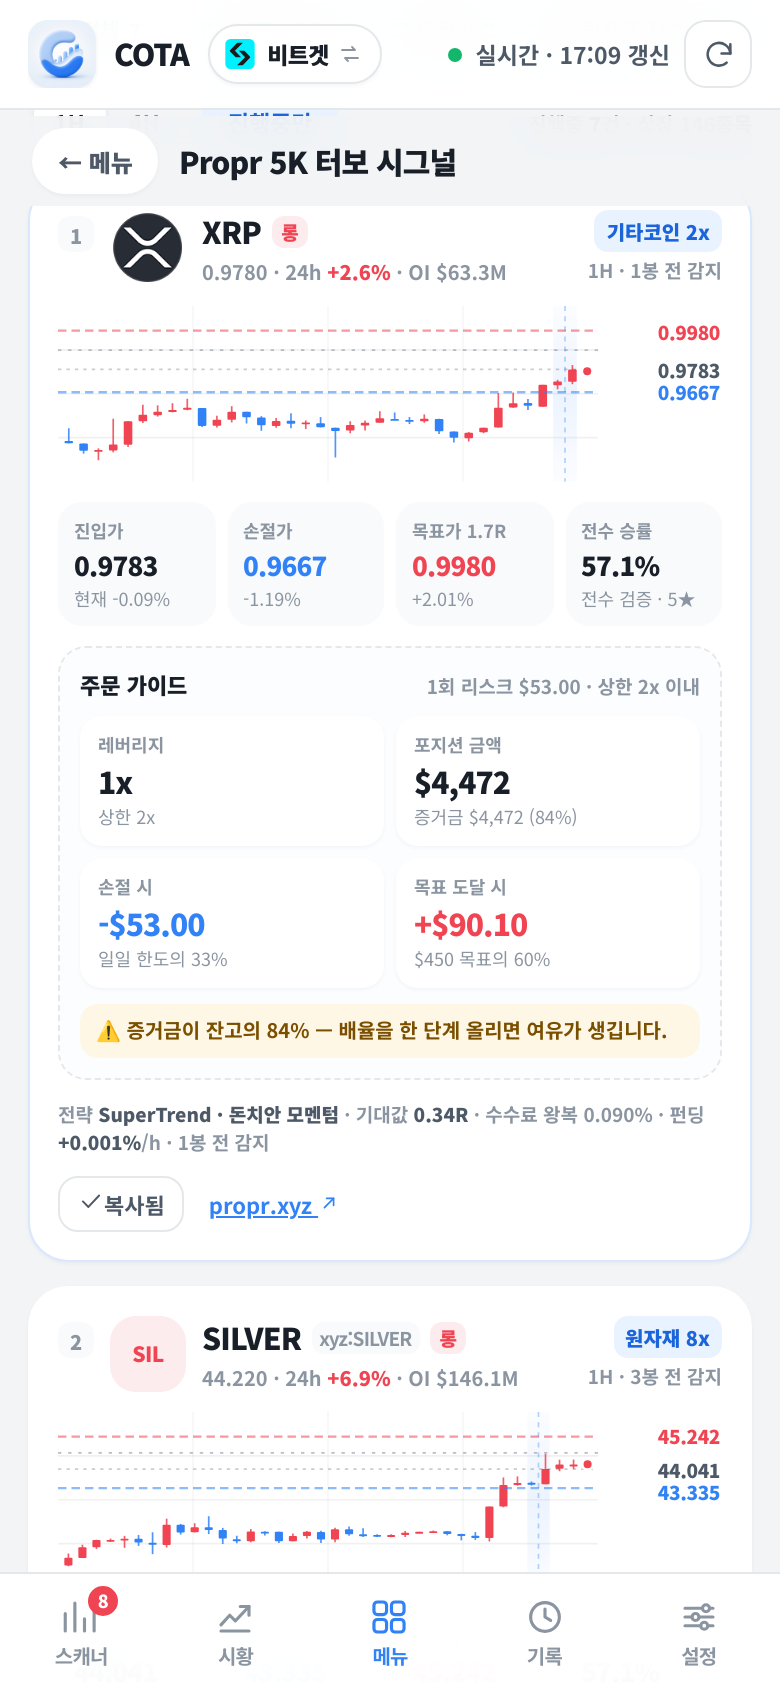 COTA
비트겟
실시간 · 17:09 갱신
← 메뉴
Propr 5K 터보 시그널
1
XRP 롱
기타코인 2x
0.9780 · 24h +2.6% · OI $63.3M
1H · 1봉 전 감지
0.9980
0.9783
0.9667
진입가
0.9783
현재 -0.09%
손절가
0.9667
-1.19%
목표가 1.7R
0.9980
+2.01%
전수 승률
57.1%
전수 검증 · 5★
주문 가이드
1회 리스크 $53.00 · 상한 2x 이내
레버리지
1x
상한 2x
포지션 금액
$4,472
증거금 $4,472 (84%)
손절 시
-$53.00
일일 한도의 33%
목표 도달 시
+$90.10
$450 목표의 60%
⚠️ 증거금이 잔고의 84% — 배율을 한 단계 올리면 여유가 생깁니다.
전략 SuperTrend · 돈치안 모멘텀 · 기대값 0.34R · 수수료 왕복 0.090% · 펀딩
+0.001%/h · 1봉 전 감지
✓복사됨
propr.xyz ↗
2
SIL
SILVER xyz:SILVER 롱
원자재 8x
44.220 · 24h +6.9% · OI $146.1M
1H · 3봉 전 감지
45.242
44.041
43.335
8
스캐너
시황
메뉴
기록
설정